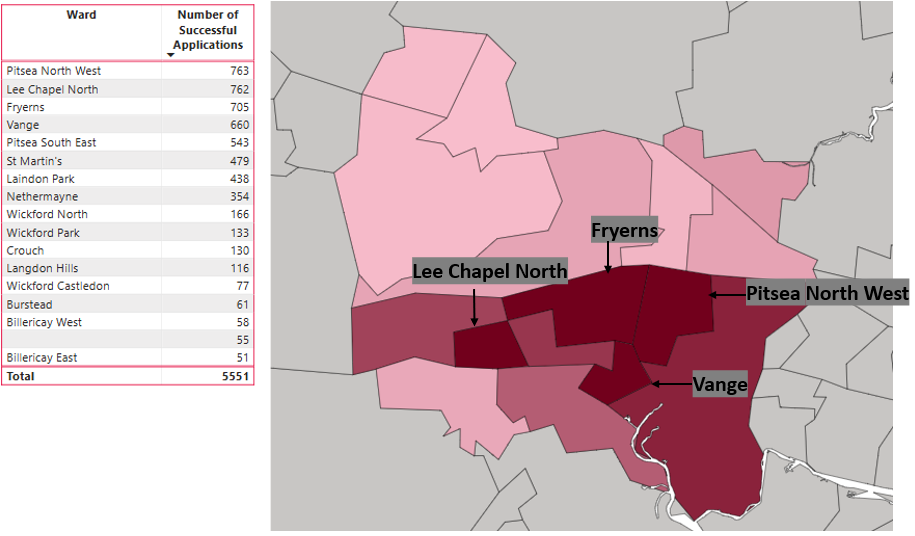 Ward Number of
Successful
Applications
Pitsea North West 763
Lee Chapel North 762
Fryerns 705
Vange 660
Pitsea South East 543
St Martin's 479
Laindon Park 438
Nethermayne 354
Wickford North 166
Wickford Park 133
Crouch 130
Langdon Hills 116
Wickford Castledon 77
Burstead 61
Billericay West 58
55
Billericay East 51
Total 5551
Fryerns
Lee Chapel North
Pitsea North West
Vange